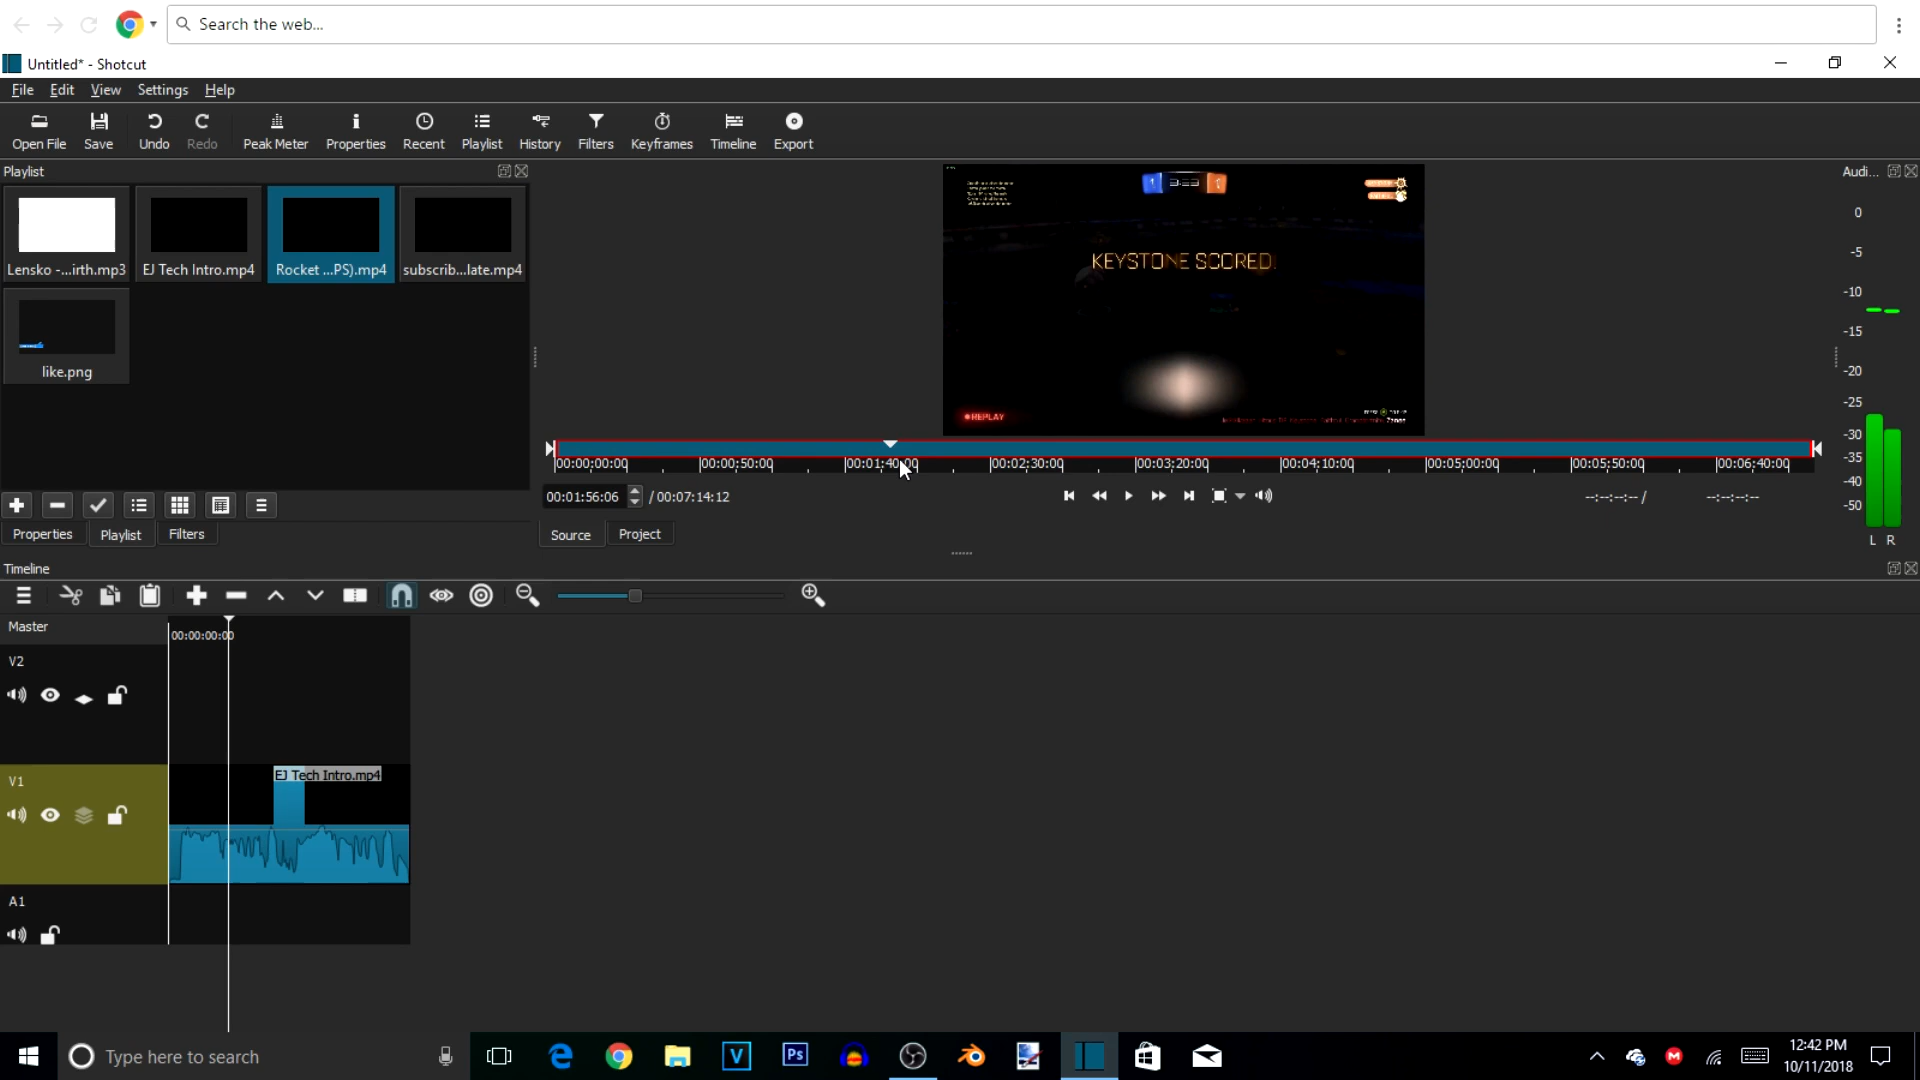 Search the web...
Untitled* - Shotcut
File Edit View Settings Help
Open File Save Undo Redo Peak Meter Properties Recent Playlist History Filters Keyframes Timeline Export
Playlist
Audi...
Lensko -...irth.mp3 EJ Tech Intro.mp4 Rocket ...PS).mp4 subscrib...late.mp4
like.png
KEYSTONE SCORED!
REPLAY
1 3:33 1
0
-5
-10
-15
-20
-25
-30
-35
-40
-50
L R
00:00:00:00 00:00:50:00 00:01:40:00 00:02:30:00 00:03:20:00 00:04:10:00 00:05:00:00 00:05:50:00 00:06:40:00
00:01:56:06 / 00:07:14:12 --:--:--:-- / --:--:--:--
Properties Playlist Filters
Source Project
Timeline
Master
00:00:00:00
V2
V1
EJ Tech Intro.mp4
A1
Type here to search
V
Ps
M
12:42 PM
10/11/2018